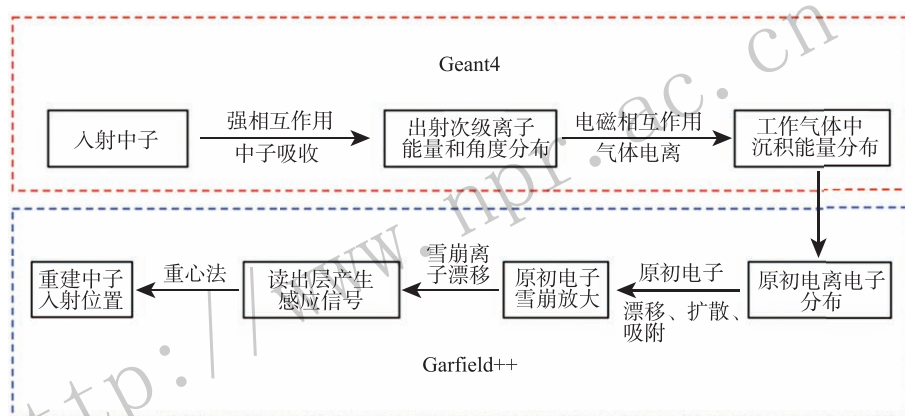 Geant4
入射中子
强相互作用
中子吸收
出射次级离子
能量和角度分布
电磁相互作用
气体电离
工作气体中
沉积能量分布
原初电离电子
分布
原初电子
漂移、扩散、
吸附
原初电子
雪崩放大
雪崩离
子漂移
读出层产生
感应信号
重心法
重建中子
入射位置
Garfield++
http://www.npr.ac.cn